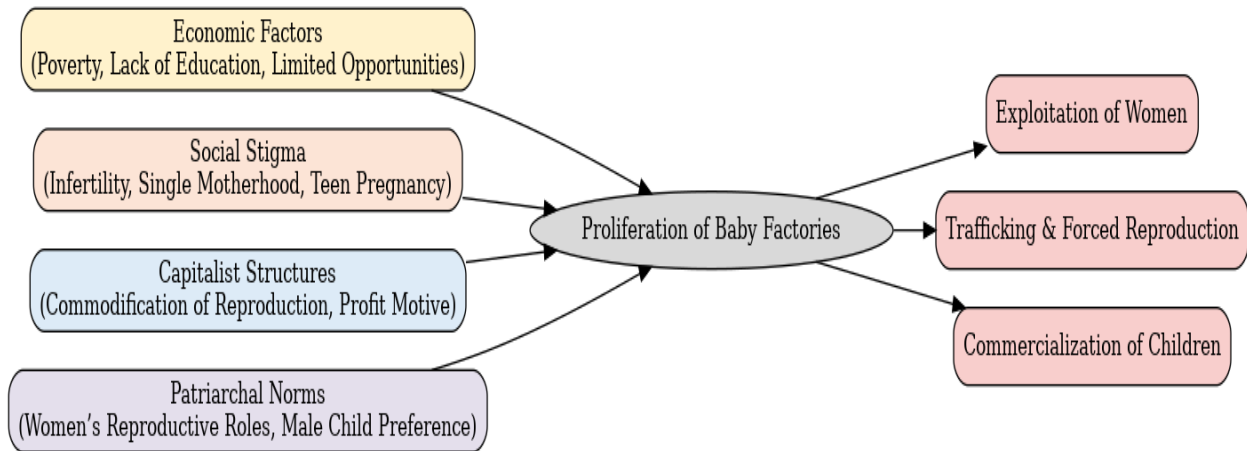 Economic Factors
(Poverty, Lack of Education, Limited Opportunities)
Social Stigma
(Infertility, Single Motherhood, Teen Pregnancy)
Capitalist Structures
(Commodification of Reproduction, Profit Motive)
Patriarchal Norms
(Women’s Reproductive Roles, Male Child Preference)
Proliferation of Baby Factories
Exploitation of Women
Trafficking & Forced Reproduction
Commercialization of Children